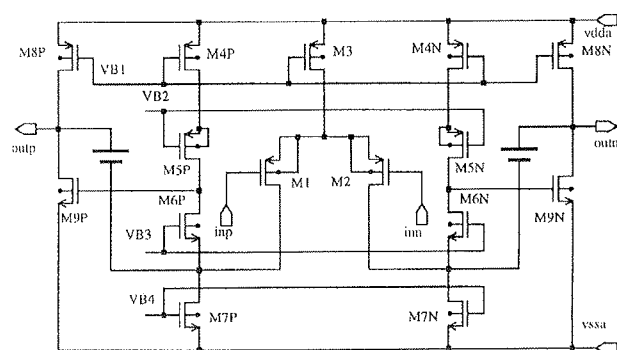 vdda
M8P
M4P
M3
M4N
M8N
VB1
VB2
outp
outn
M5P
M5N
M1
M2
M6P
M6N
M9P
M9N
inp
inn
VB3
VB4
M7P
M7N
vssa